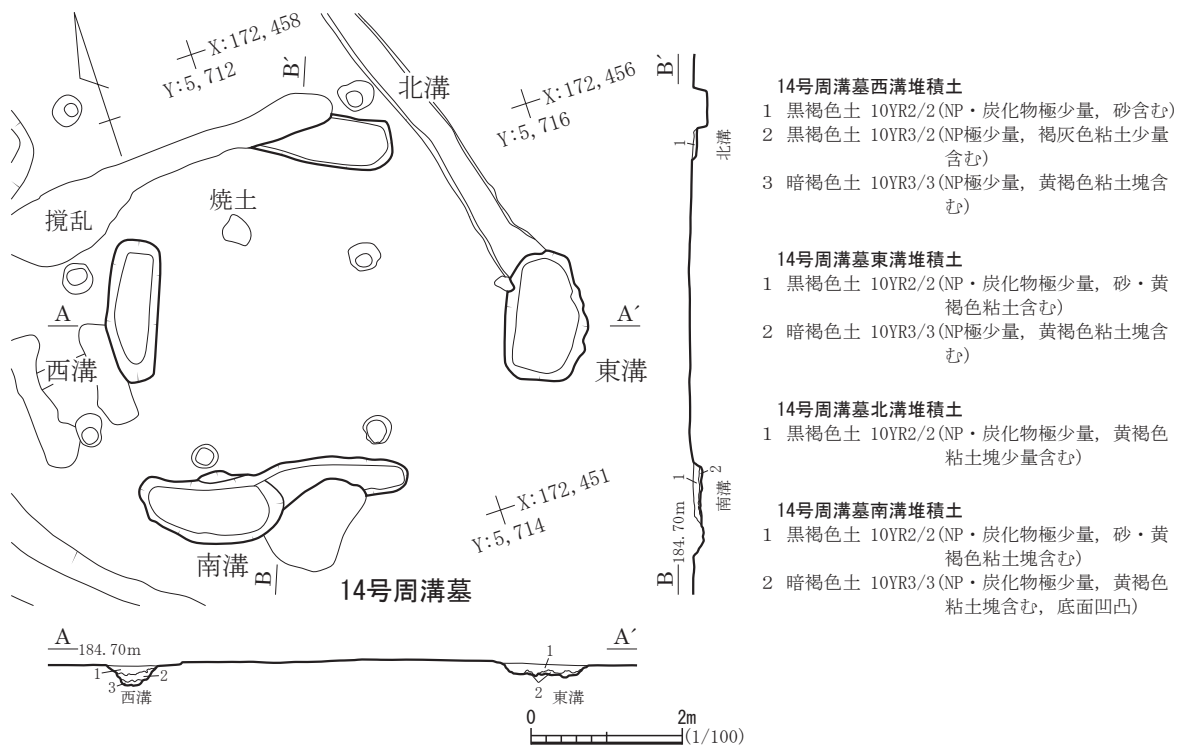 X:172,458
Y:5,712
B`
北溝
X:172,456
Y:5,716
焼土
撹乱
A
A´
西溝
東溝
X:172,451
Y:5,714
南溝
B
14号周溝墓
B`
1
北溝
1
2
南溝
B 184.70m
A 184.70m
A´
1
2
3
西溝
1
2
東溝
0
2m
(1/100)
14号周溝墓西溝堆積土
1 黒褐色土 10YR2/2(NP・炭化物極少量，砂含む)
2 黒褐色土 10YR3/2(NP極少量，褐灰色粘土少量
含む)
3 暗褐色土 10YR3/3(NP極少量，黄褐色粘土塊含
む)
14号周溝墓東溝堆積土
1 黒褐色土 10YR2/2(NP・炭化物極少量，砂・黄
褐色粘土含む)
2 暗褐色土 10YR3/3(NP極少量，黄褐色粘土塊含
む)
14号周溝墓北溝堆積土
1 黒褐色土 10YR2/2(NP・炭化物極少量，黄褐色
粘土塊少量含む)
14号周溝墓南溝堆積土
1 黒褐色土 10YR2/2(NP・炭化物極少量，砂・黄
褐色粘土塊含む)
2 暗褐色土 10YR3/3(NP・炭化物極少量，黄褐色
粘土塊含む，底面凹凸)